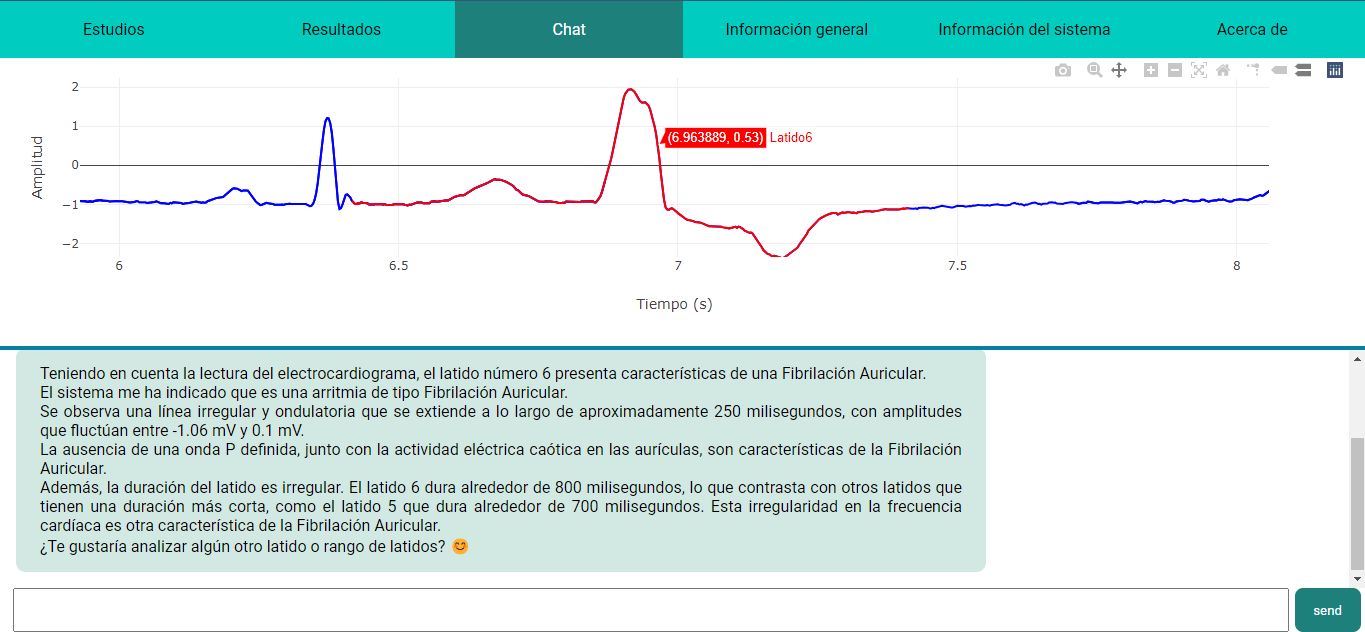 Estudios Resultados Chat Información general Información del sistema Acerca de
2
1
(6.963889, 0.53) Latido6
0
−1
−2
Amplitud
6 6.5 7 7.5 8
Tiempo (s)
Teniendo en cuenta la lectura del electrocardiograma, el latido número 6 presenta características de una Fibrilación Auricular.
El sistema me ha indicado que es una arritmia de tipo Fibrilación Auricular.
Se observa una línea irregular y ondulatoria que se extiende a lo largo de aproximadamente 250 milisegundos, con amplitudes
que fluctúan entre -1.06 mV y 0.1 mV.
La ausencia de una onda P definida, junto con la actividad eléctrica caótica en las aurículas, son características de la Fibrilación
Auricular.
Además, la duración del latido es irregular. El latido 6 dura alrededor de 800 milisegundos, lo que contrasta con otros latidos que
tienen una duración más corta, como el latido 5 que dura alrededor de 700 milisegundos. Esta irregularidad en la frecuencia
cardíaca es otra característica de la Fibrilación Auricular.
¿Te gustaría analizar algún otro latido o rango de latidos? 😊
send